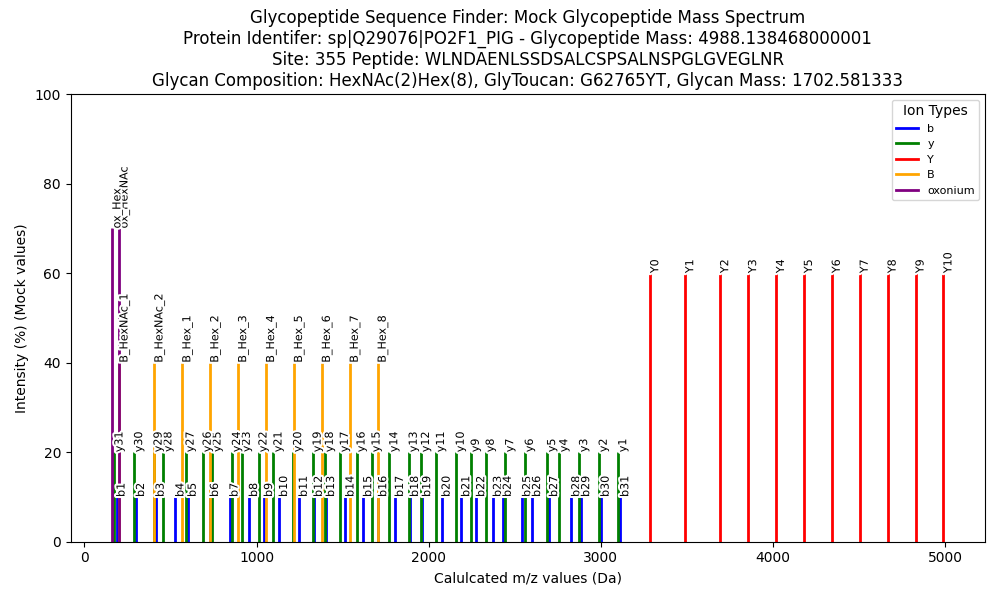 Glycopeptide Sequence Finder: Mock Glycopeptide Mass Spectrum
Protein Identifer: sp|Q29076|PO2F1_PIG - Glycopeptide Mass: 4988.138468000001
Site: 355 Peptide: WLNDAENLSSDSALCSPSALNSPGLGVEGLNR
Glycan Composition: HexNAc(2)Hex(8), GlyToucan: G62765YT, Glycan Mass: 1702.581333
Intensity (%) (Mock values)
100
80
60
40
20
0
Ion Types
b
y
Y
B
oxonium
ox_Hex
ox_HexNAc
Y0
Y1
Y2
Y3
Y4
Y5
Y6
Y7
Y8
Y9
Y10
B_HexNAc_1
B_HexNAc_2
B_Hex_1
B_Hex_2
B_Hex_3
B_Hex_4
B_Hex_5
B_Hex_6
B_Hex_7
B_Hex_8
y31
y30
y29
y28
y27
y26
y25
y24
y23
y22
y21
y20
y19
y18
y17
y16
y15
y14
y13
y12
y11
y10
y9
y8
y7
y6
y5
y4
y3
y2
y1
b1
b2
b3
b4
b5
b6
b7
b8
b9
b10
b11
b12
b13
b14
b15
b16
b17
b18
b19
b20
b21
b22
b23
b24
b25
b26
b27
b28
b29
b30
b31
0
1000
2000
3000
4000
5000
Calulcated m/z values (Da)